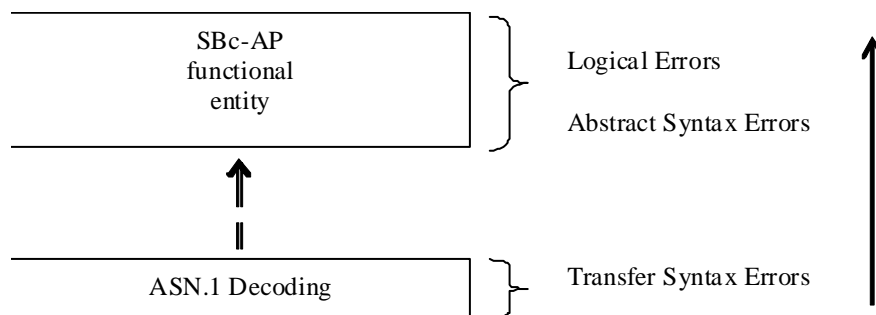 SBc-AP
functional
entity
Logical Errors
Abstract Syntax Errors
ASN.1 Decoding
Transfer Syntax Errors